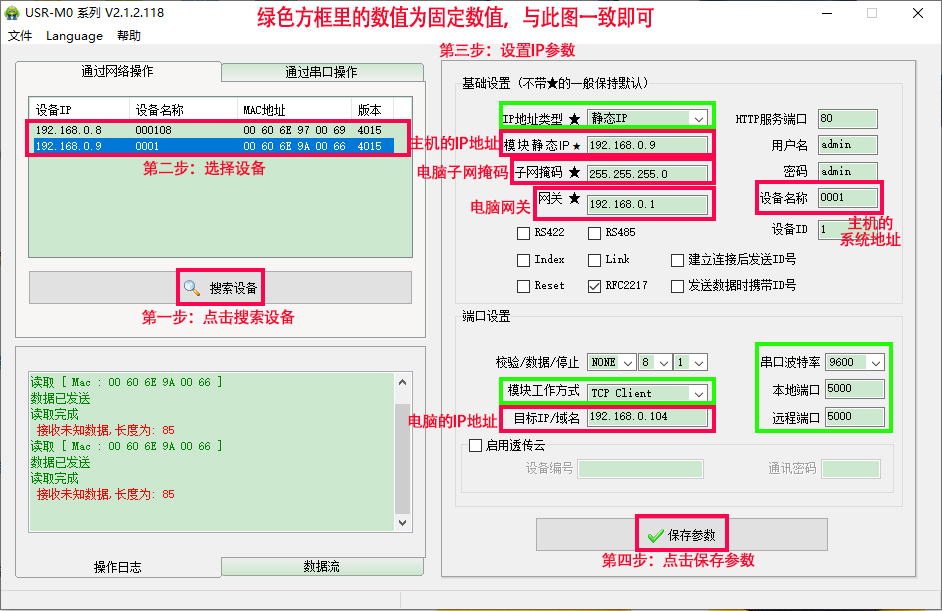 USR-M0 系列 V2.1.2.118
绿色方框里的数值为固定数值，与此图一致即可
文件 Language 帮助
第三步：设置IP参数
通过网络操作 通过串口操作
设备IP 设备名称 MAC地址 版本
192.168.0.8 000108 00 60 6E 97 00 69 4015
192.168.0.9 0001 00 60 6E 9A 00 66 4015
第二步：选择设备
搜索设备
第一步：点击搜索设备
基础设置（不带★的一般保持默认）
IP地址类型 ★ 静态IP
HTTP服务端口 80
主机的IP地址 模块静态IP★ 192.168.0.9
用户名 admin
电脑子网掩码 子网掩码 ★ 255.255.255.0
密码 admin
电脑网关 网关 ★ 192.168.0.1
设备名称 0001
主机的
系统地址
设备ID 1
RS422 RS485
Index Link 建立连接后发送ID号
Reset RFC2217 发送数据时携带ID号
端口设置
校验/数据/停止 NONE 8 1
串口波特率 9600
模块工作方式 TCP Client
本地端口 5000
电脑的IP地址 目标IP/域名 192.168.0.104
远程端口 5000
启用透传云
设备编号 通讯密码
保存参数
第四步：点击保存参数
读取 [ Mac : 00 60 6E 9A 00 66 ]
数据已发送
读取完成
接收未知数据,长度为: 85
读取 [ Mac : 00 60 6E 9A 00 66 ]
数据已发送
读取完成
接收未知数据,长度为: 85
操作日志 数据流